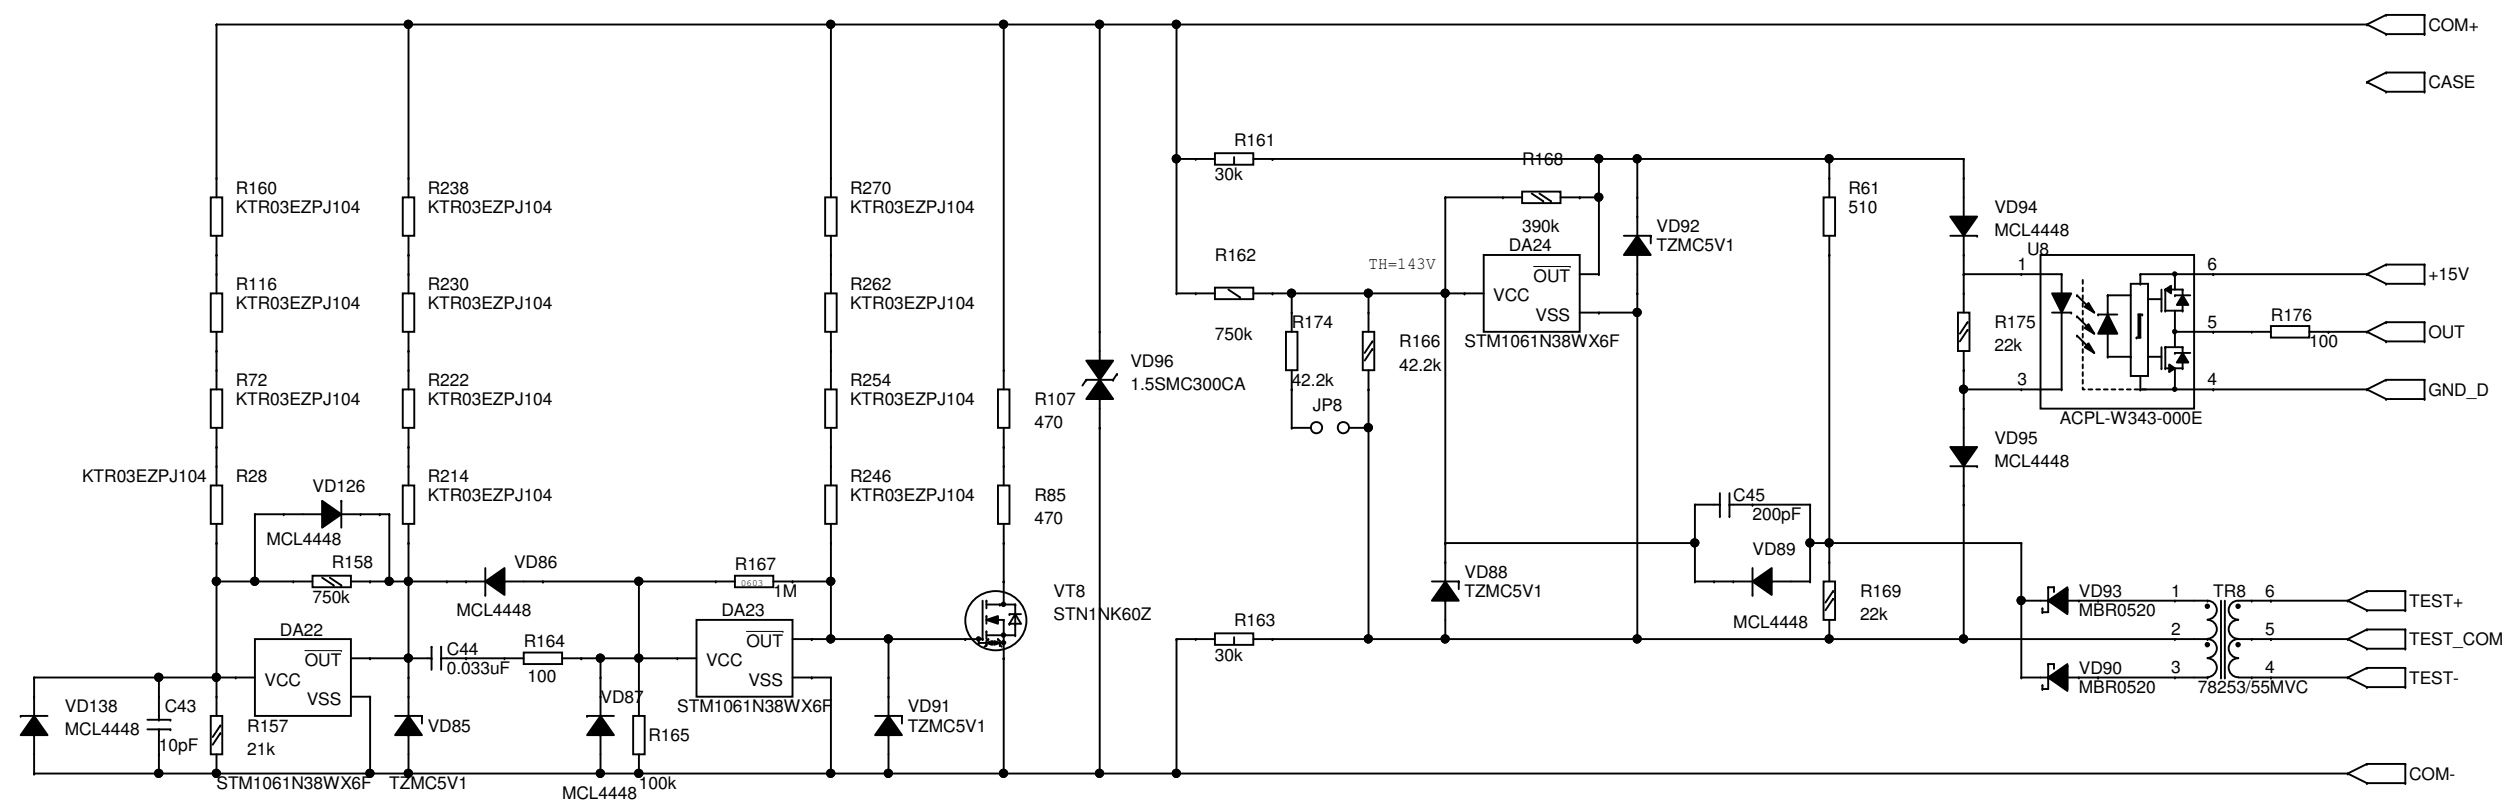 COM+
CASE
R161
30k
R168
390k
R160
KTR03EZPJ104
R238
KTR03EZPJ104
R270
KTR03EZPJ104
R61
510
VD94
MCL4448
VD92
TZMC5V1
DA24
OUT
VCC
VSS
STM1061N38WX6F
R162
750k
TH=143V
U8
1
3
6
5
4
ACPL-W343-000E
+15V
R176
100
OUT
GND_D
R116
KTR03EZPJ104
R230
KTR03EZPJ104
R262
KTR03EZPJ104
R174
42.2k
R166
42.2k
JP8
R175
22k
VD96
1.5SMC300CA
R72
KTR03EZPJ104
R222
KTR03EZPJ104
R254
KTR03EZPJ104
R107
470
VD95
MCL4448
KTR03EZPJ104
R28
VD126
MCL4448
R214
KTR03EZPJ104
R246
KTR03EZPJ104
R85
470
C45
200pF
VD89
MCL4448
R158
750k
VD86
MCL4448
R167
0603
1M
VD88
TZMC5V1
R169
22k
VD93
MBR0520
VD90
MBR0520
TR8
1
2
3
6
5
4
78253/55MVC
TEST+
TEST_COM
TEST-
VT8
STN1NK60Z
R163
30k
DA22
OUT
VCC
VSS
STM1061N38WX6F
C44
0.033uF
R164
100
DA23
OUT
VCC
VSS
STM1061N38WX6F
VD138
MCL4448
C43
10pF
R157
21k
VD85
TZMC5V1
VD87
MCL4448
R165
100k
VD91
TZMC5V1
COM-